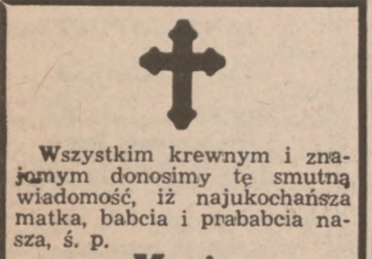 Wszystkim krewnym i zna-
jomym donosimy tę smutną
wiadomość, iż najukochańsza
matka, babcia i prababcia na-
sza, ś. p.